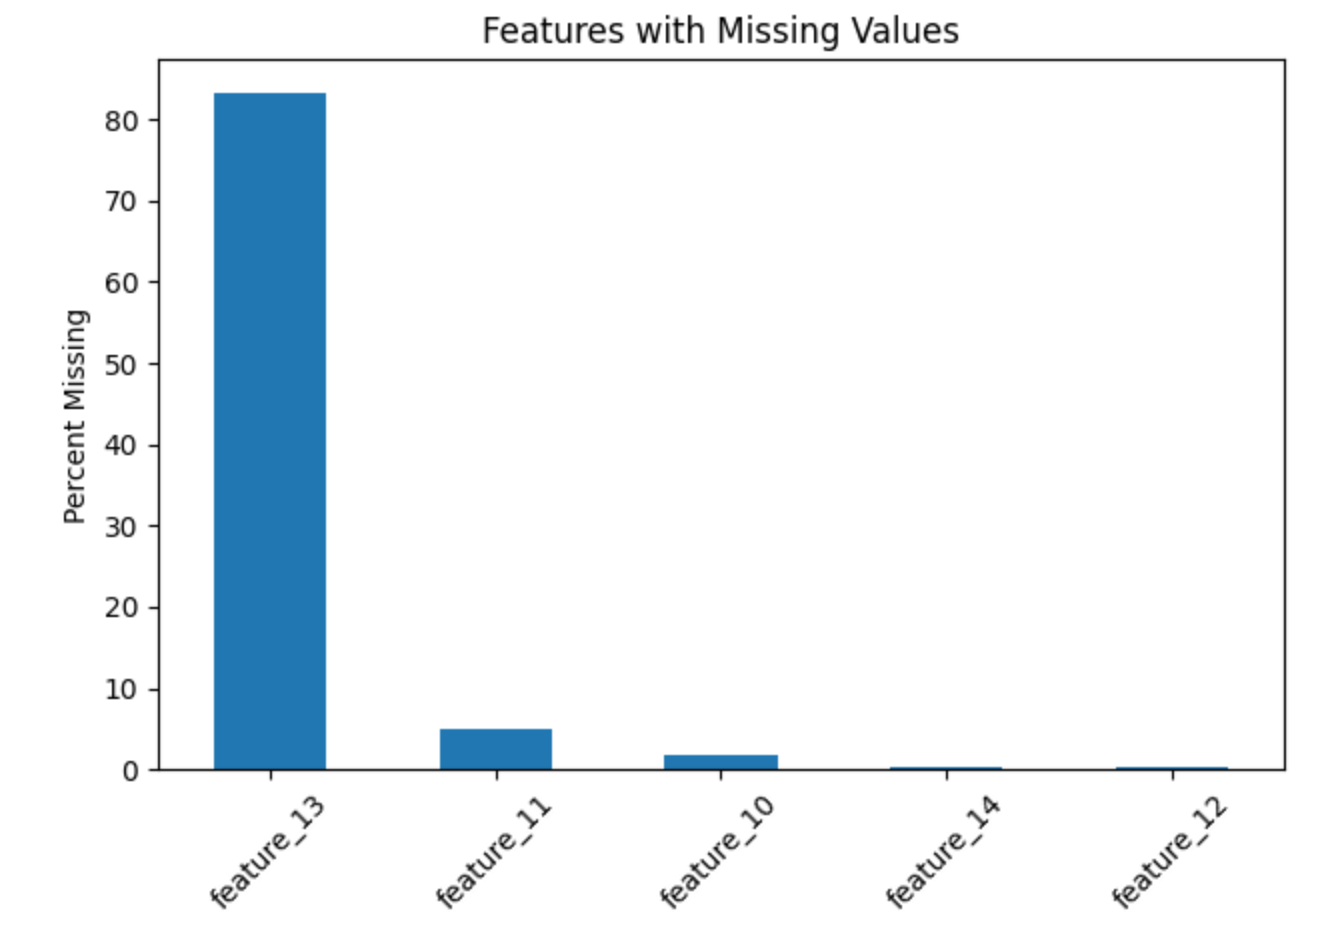 Features with Missing Values
Percent Missing
80
70
60
50
40
30
20
10
0
feature_13
feature_11
feature_10
feature_14
feature_12